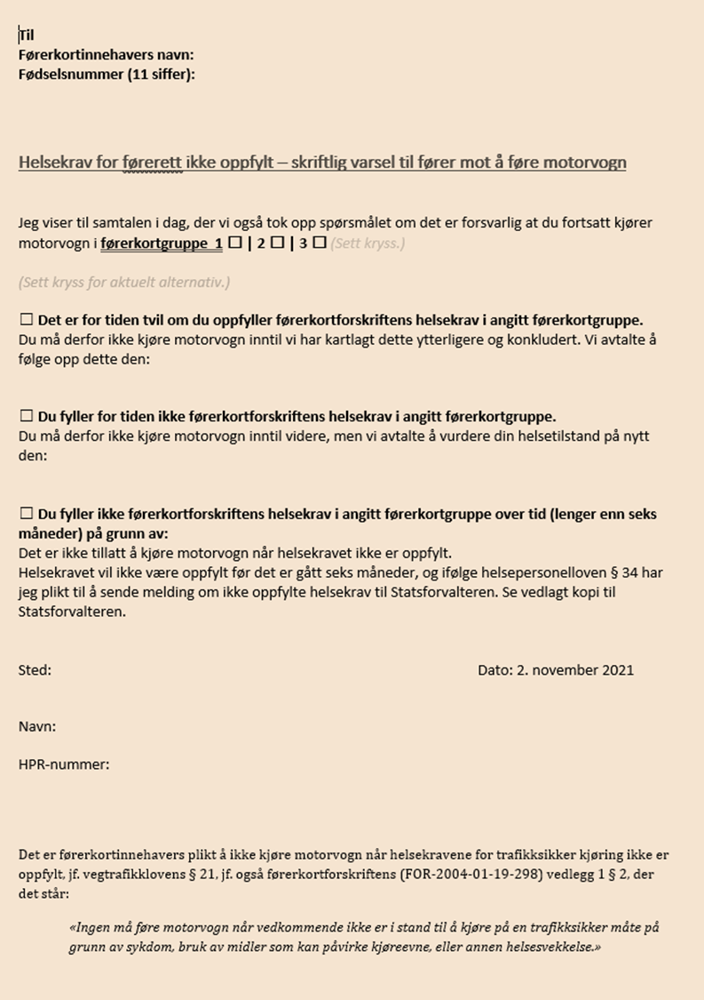 Til
Førerkortinnehavers navn:
Fødselsnummer (11 siffer):
Helsekrav for førerett ikke oppfylt – skriftlig varsel til fører mot å føre motorvogn
Jeg viser til samtalen i dag, der vi også tok opp spørsmålet om det er forsvarlig at du fortsatt kjører
motorvogn i førerkortgruppe 1 ☐ | 2 ☐ | 3 ☐ (Sett kryss.)
(Sett kryss for aktuelt alternativ.)
☐ Det er for tiden tvil om du oppfyller førerkortforskriftens helsekrav i angitt førerkortgruppe.
Du må derfor ikke kjøre motorvogn inntil vi har kartlagt dette ytterligere og konkludert. Vi avtalte å
følge opp dette den:
☐ Du fyller for tiden ikke førerkortforskriftens helsekrav i angitt førerkortgruppe.
Du må derfor ikke kjøre motorvogn inntil videre, men vi avtalte å vurdere din helsetilstand på nytt
den:
☐ Du fyller ikke førerkortforskriftens helsekrav i angitt førerkortgruppe over tid (lenger enn seks
måneder) på grunn av:
Det er ikke tillatt å kjøre motorvogn når helsekravet ikke er oppfylt.
Helsekravet vil ikke være oppfylt før det er gått seks måneder, og ifølge helsepersonelloven § 34 har
jeg plikt til å sende melding om ikke oppfylte helsekrav til Statsforvalteren. Se vedlagt kopi til
Statsforvalteren.
Sted: Dato: 2. november 2021
Navn:
HPR-nummer:
Det er førerkortinnehavers plikt å ikke kjøre motorvogn når helsekravene for trafikksikker kjøring ikke er
oppfylt, jf. vegtrafikklovens § 21, jf. også førerkortforskriftens (FOR-2004-01-19-298) vedlegg 1 § 2, der
det står:
«Ingen må føre motorvogn når vedkommende ikke er i stand til å kjøre på en trafikksikker måte på
grunn av sykdom, bruk av midler som kan påvirke kjøreevne, eller annen helsesvekkelse.»